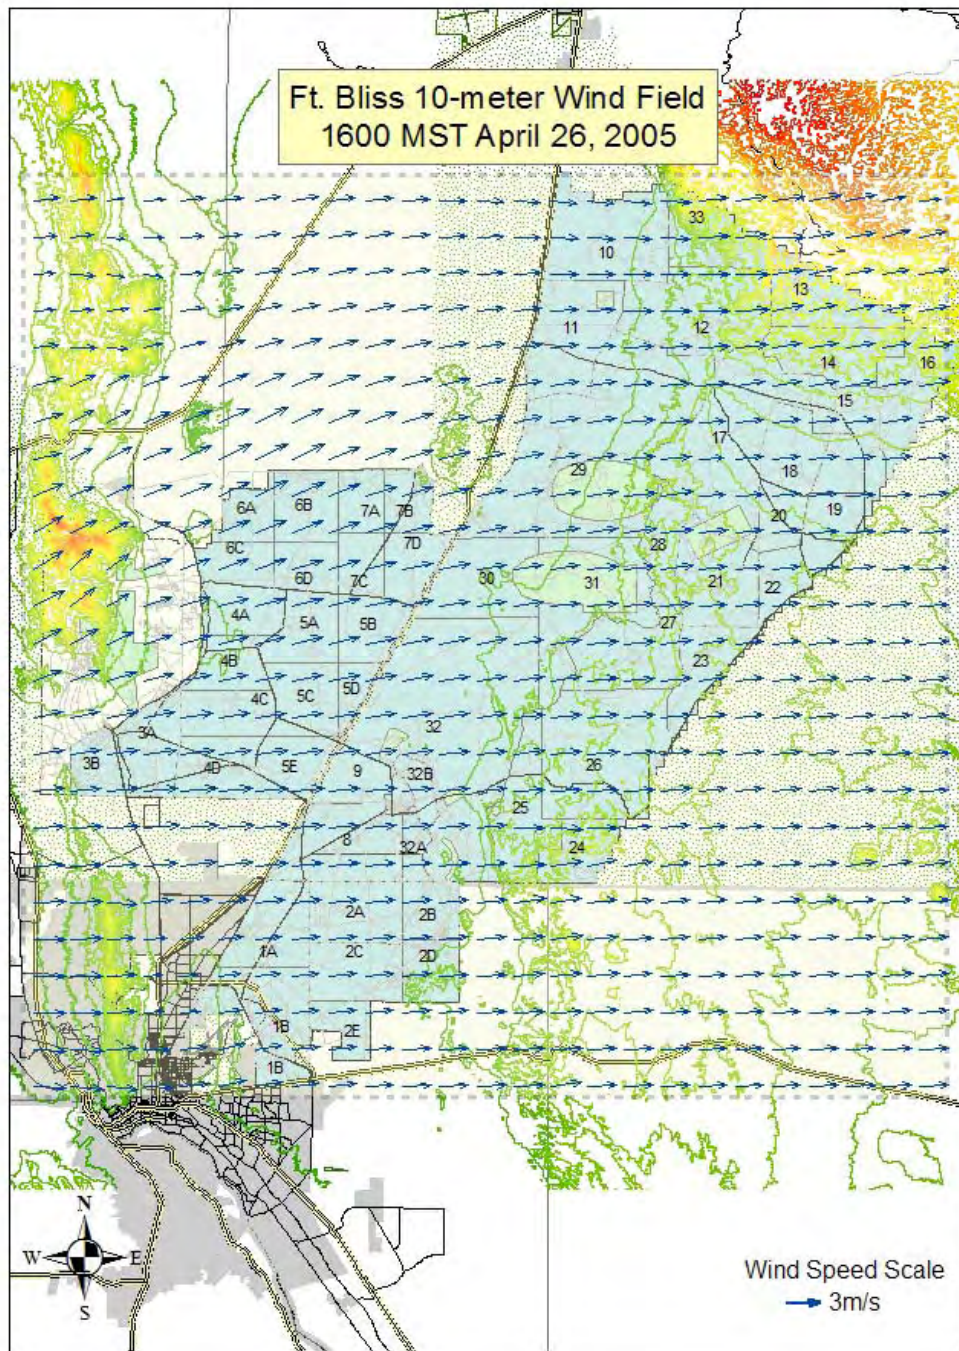 Ft. Bliss 10-meter Wind Field
1600 MST April 26, 2005
33
10
13
11
12
14
16
15
17
29
18
6A
6B
7A
7B
19
20
6C
7D
28
6D
7C
30
31
21
22
4A
5A
5B
27
4B
23
4C
5C
5D
3A
32
3B
4D
5E
9
32B
26
25
8
32A
24
2A
2B
1A
2C
2D
1B
2E
1B
N
W
E
S
Wind Speed Scale
3m/s